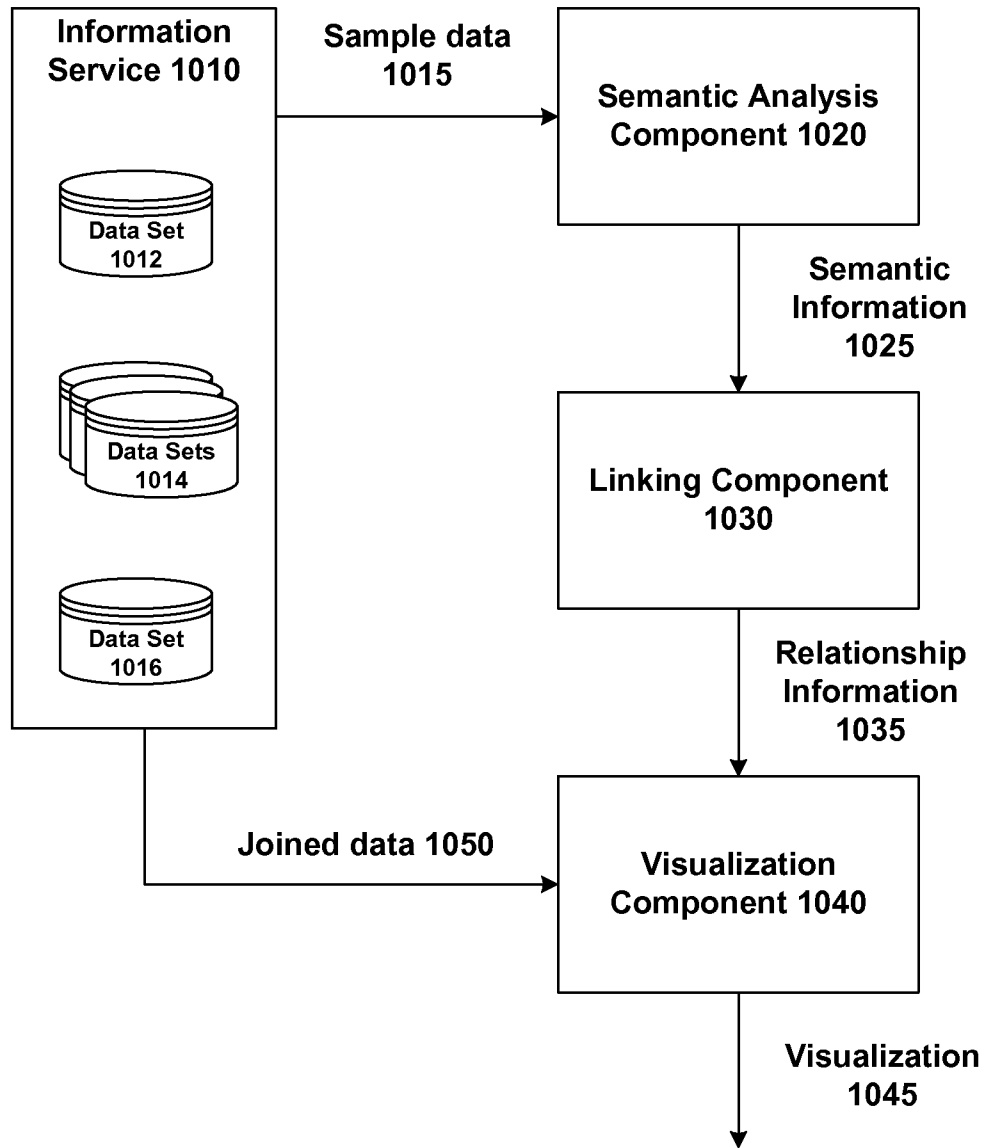 Information
Service 1010
Sample data
1015
Semantic Analysis
Component 1020
Data Set
1012
Semantic
Information
1025
Data Sets
1014
Linking Component
1030
Data Set
1016
Relationship
Information
1035
Joined data 1050
Visualization
Component 1040
Visualization
1045